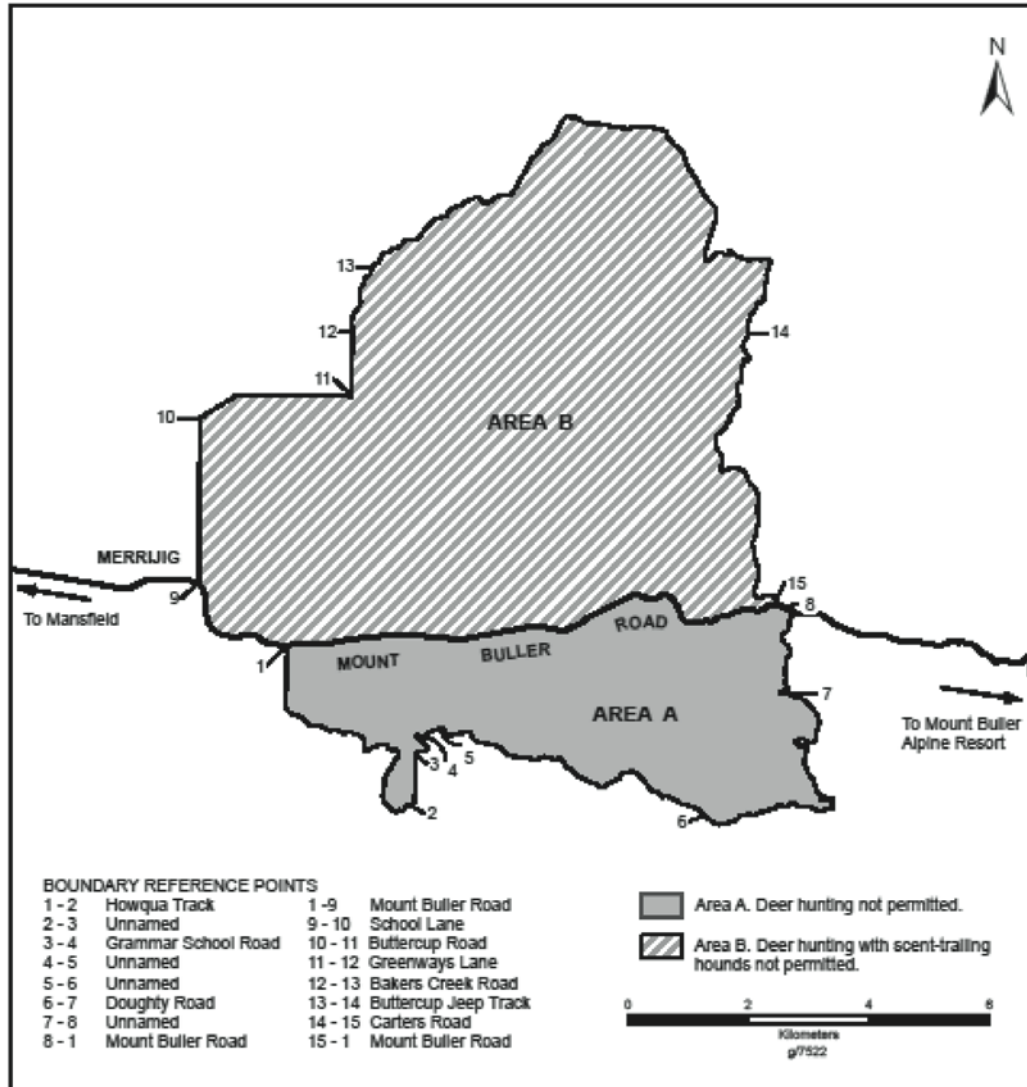 N
13
12
14
11
10
AREA B
MERRIJIG
15
9
8
To Mansfield
ROAD
1
MOUNT
BULLER
7
AREA A
To Mount Buller
Alpine Resort
3
4
5
2
6
BOUNDARY REFERENCE POINTS
1 - 2 Howqua Track
2 - 3 Unnamed
3 - 4 Grammar School Road
4 - 5 Unnamed
5 - 6 Unnamed
6 - 7 Doughty Road
7 - 8 Unnamed
8 - 1 Mount Buller Road
1 -9 Mount Buller Road
9 - 10 School Lane
10 - 11 Buttercup Road
11 - 12 Greenways Lane
12 - 13 Bakers Creek Road
13 - 14 Buttercup Jeep Track
14 - 15 Carters Road
15 - 1 Mount Buller Road
Area A. Deer hunting not permitted.
Area B. Deer hunting with scent-trailing
hounds not permitted.
0 2 4 6
Kilometers
g/7522